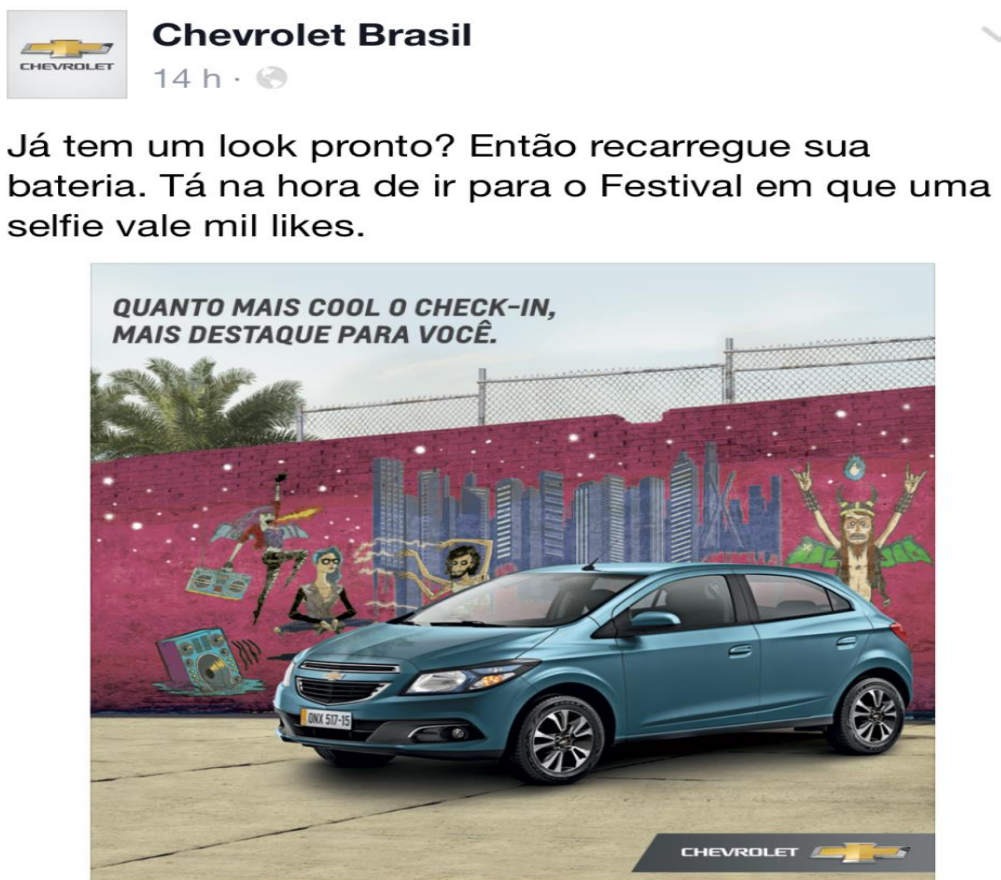 CHEVROLET
Chevrolet Brasil
14 h ·
Já tem um look pronto? Então recarregue sua
bateria. Tá na hora de ir para o Festival em que uma
selfie vale mil likes.
QUANTO MAIS COOL O CHECK-IN,
MAIS DESTAQUE PARA VOCÊ.
ONX 517-15
CHEVROLET